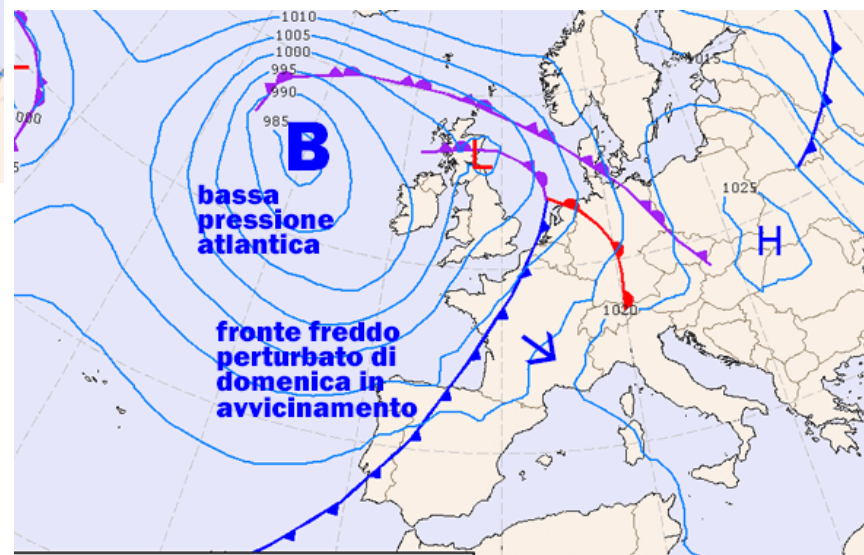 1010
1005
1000
995
990
985
B
bassa
pressione
atlantica
L
1015
1025
H
1020
fronte freddo
perturbato di
domenica in
avvicinamento